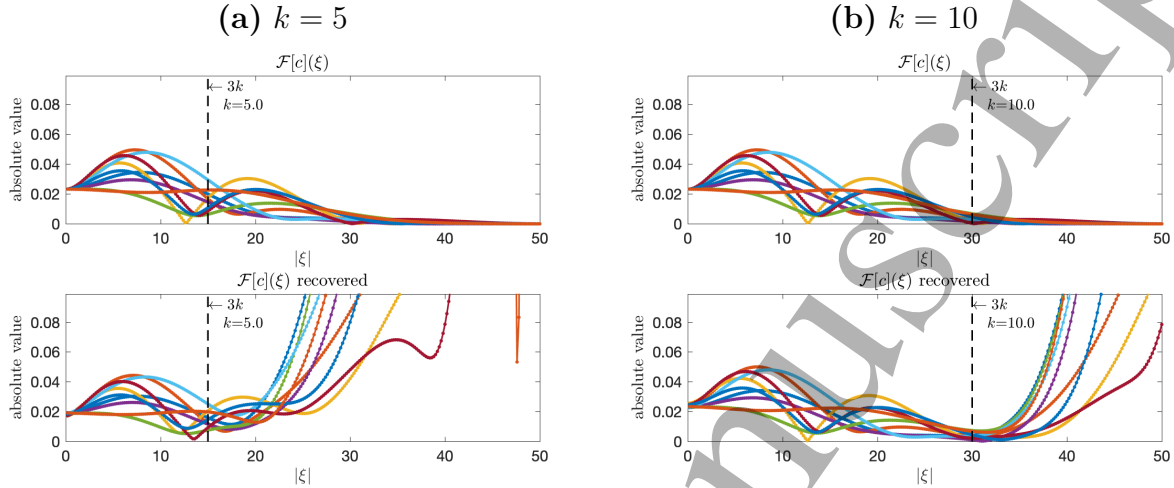 (a) k = 5
F[c](ξ)
absolute value
0.08
0.06
0.04
0.02
0
← 3k
k=5.0
0 10 20 30 40 50
|ξ|
F[c](ξ) recovered
absolute value
0.08
0.06
0.04
0.02
0
← 3k
k=5.0
0 10 20 30 40 50
|ξ|
(b) k = 10
F[c](ξ)
absolute value
0.08
0.06
0.04
0.02
0
← 3k
k=10.0
0 10 20 30 40 50
|ξ|
F[c](ξ) recovered
absolute value
0.08
0.06
0.04
0.02
0
← 3k
k=10.0
0 10 20 30 40 50
|ξ|